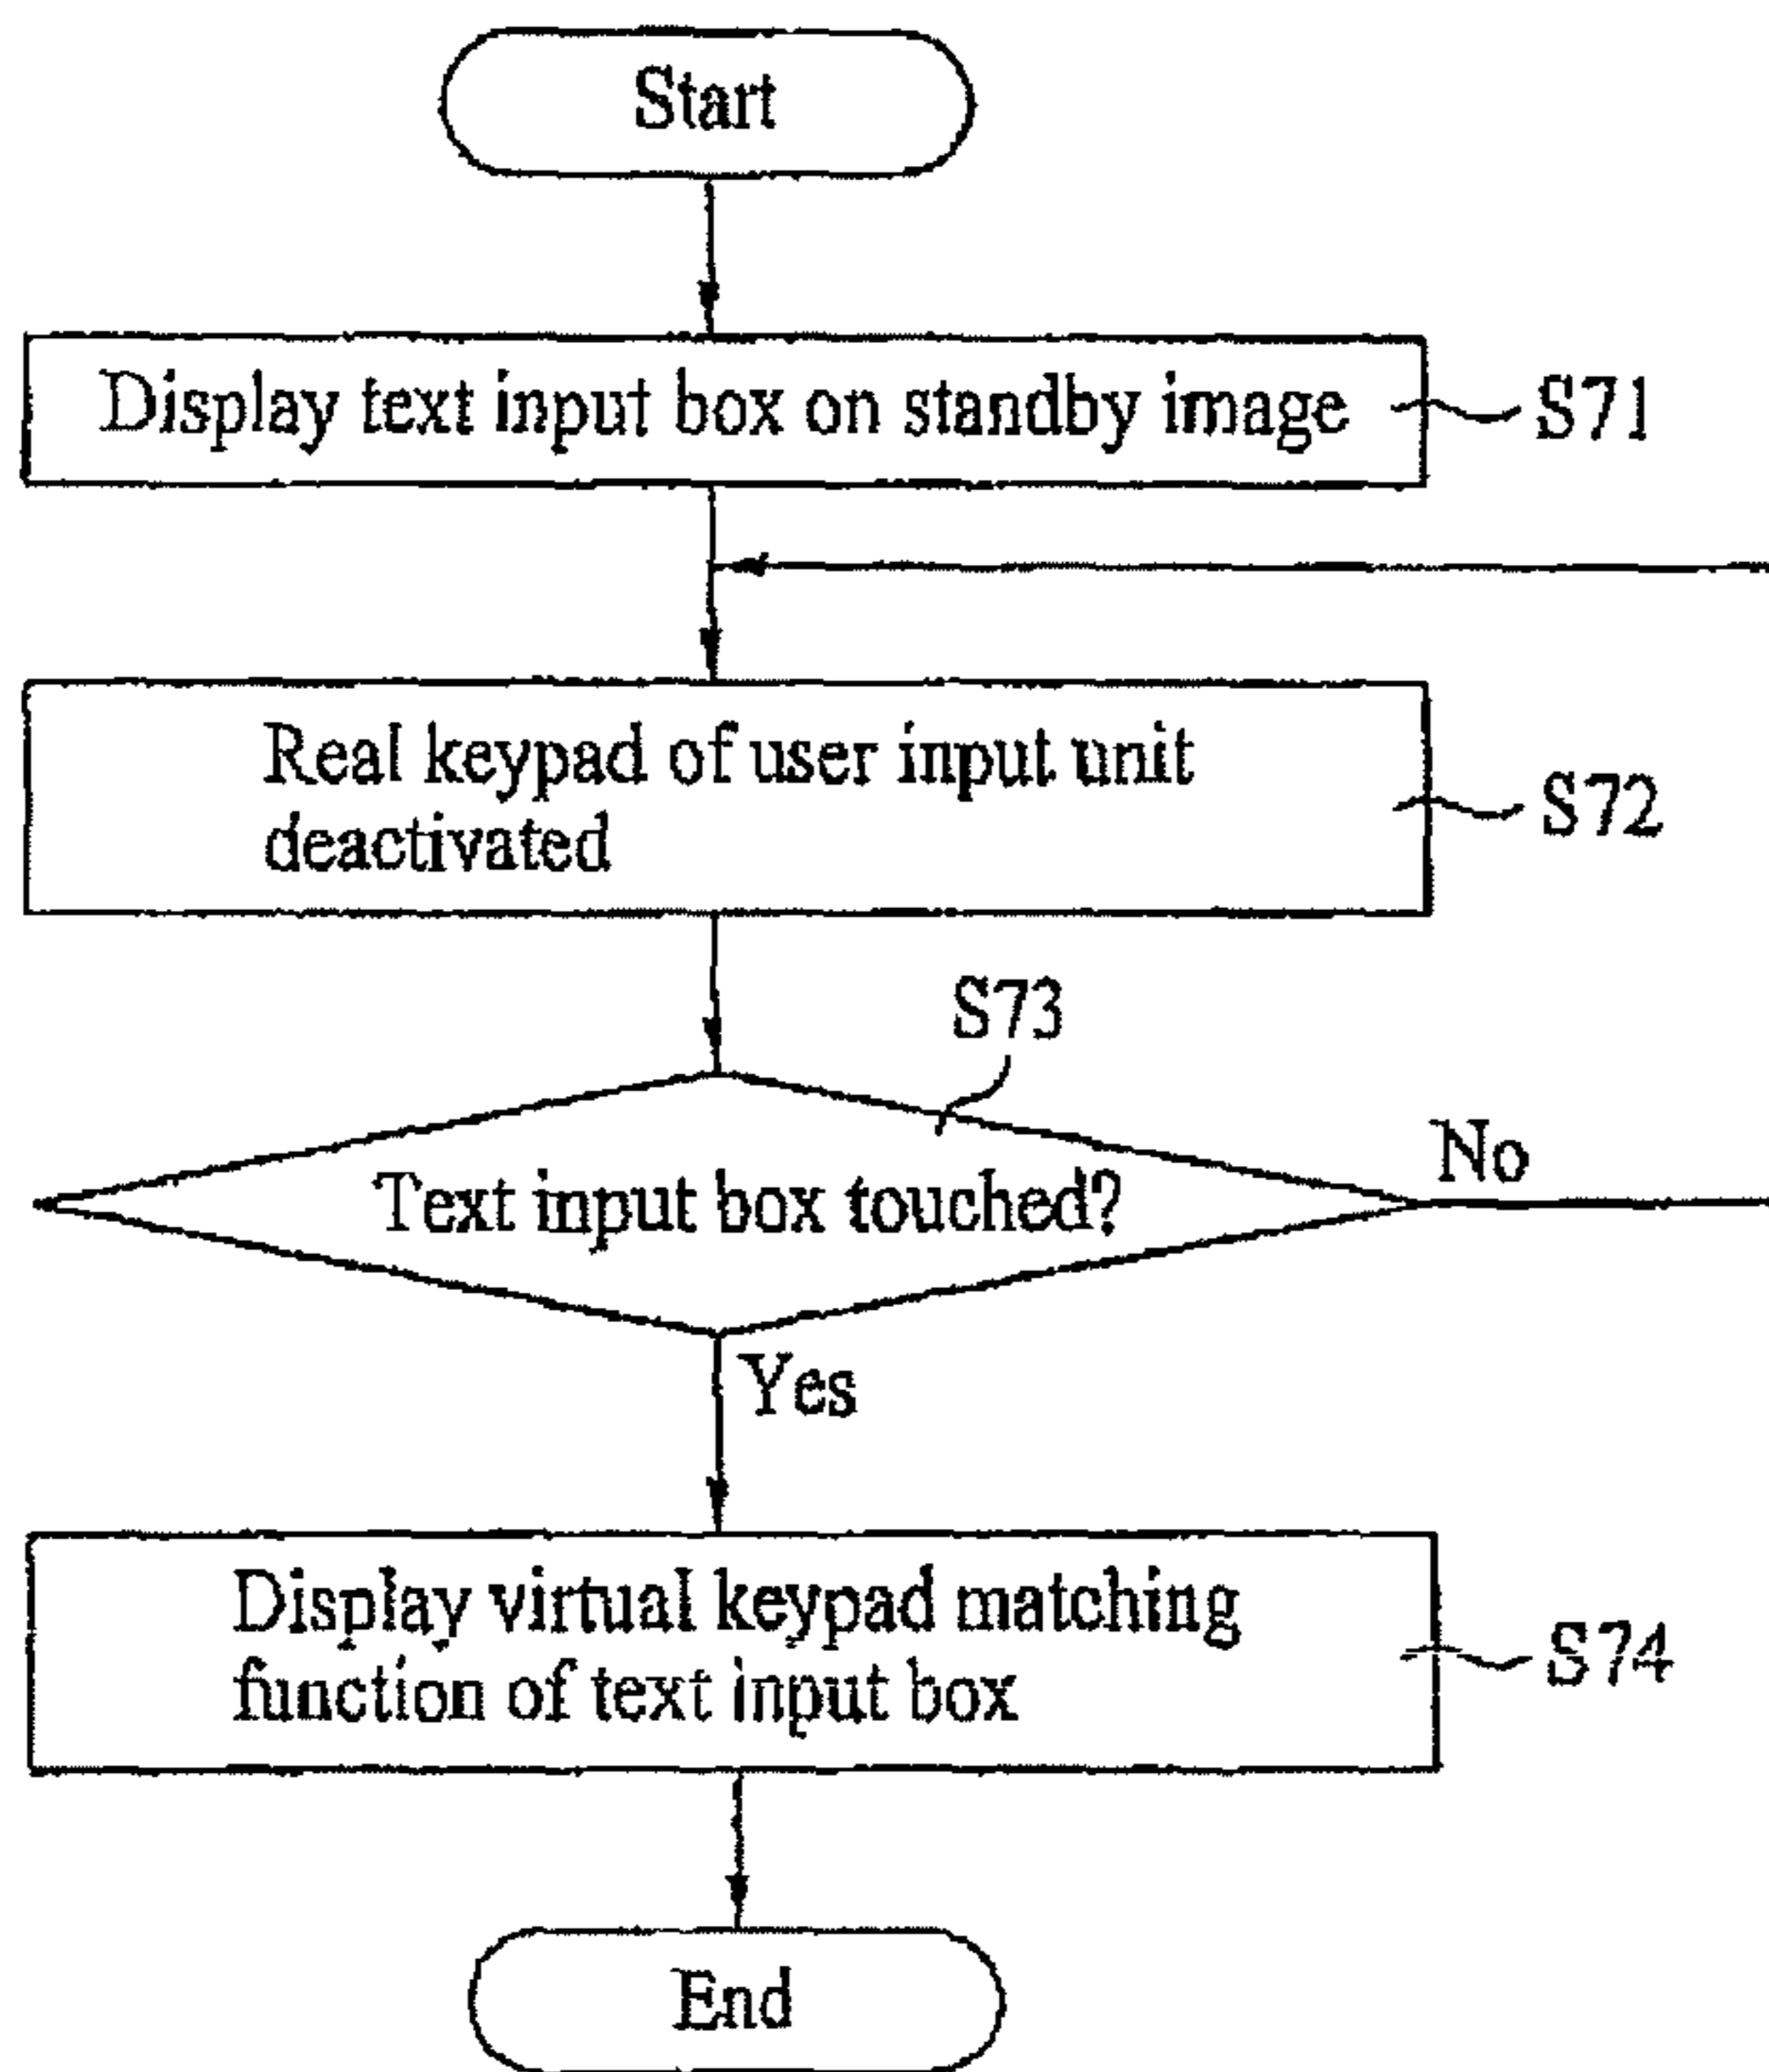 Start
Display text input box on standby image
S71
Real keypad of user input unit
deactivated
S72
S73
Text input box touched?
No
Yes
Display virtual keypad matching
function of text input box
S74
End